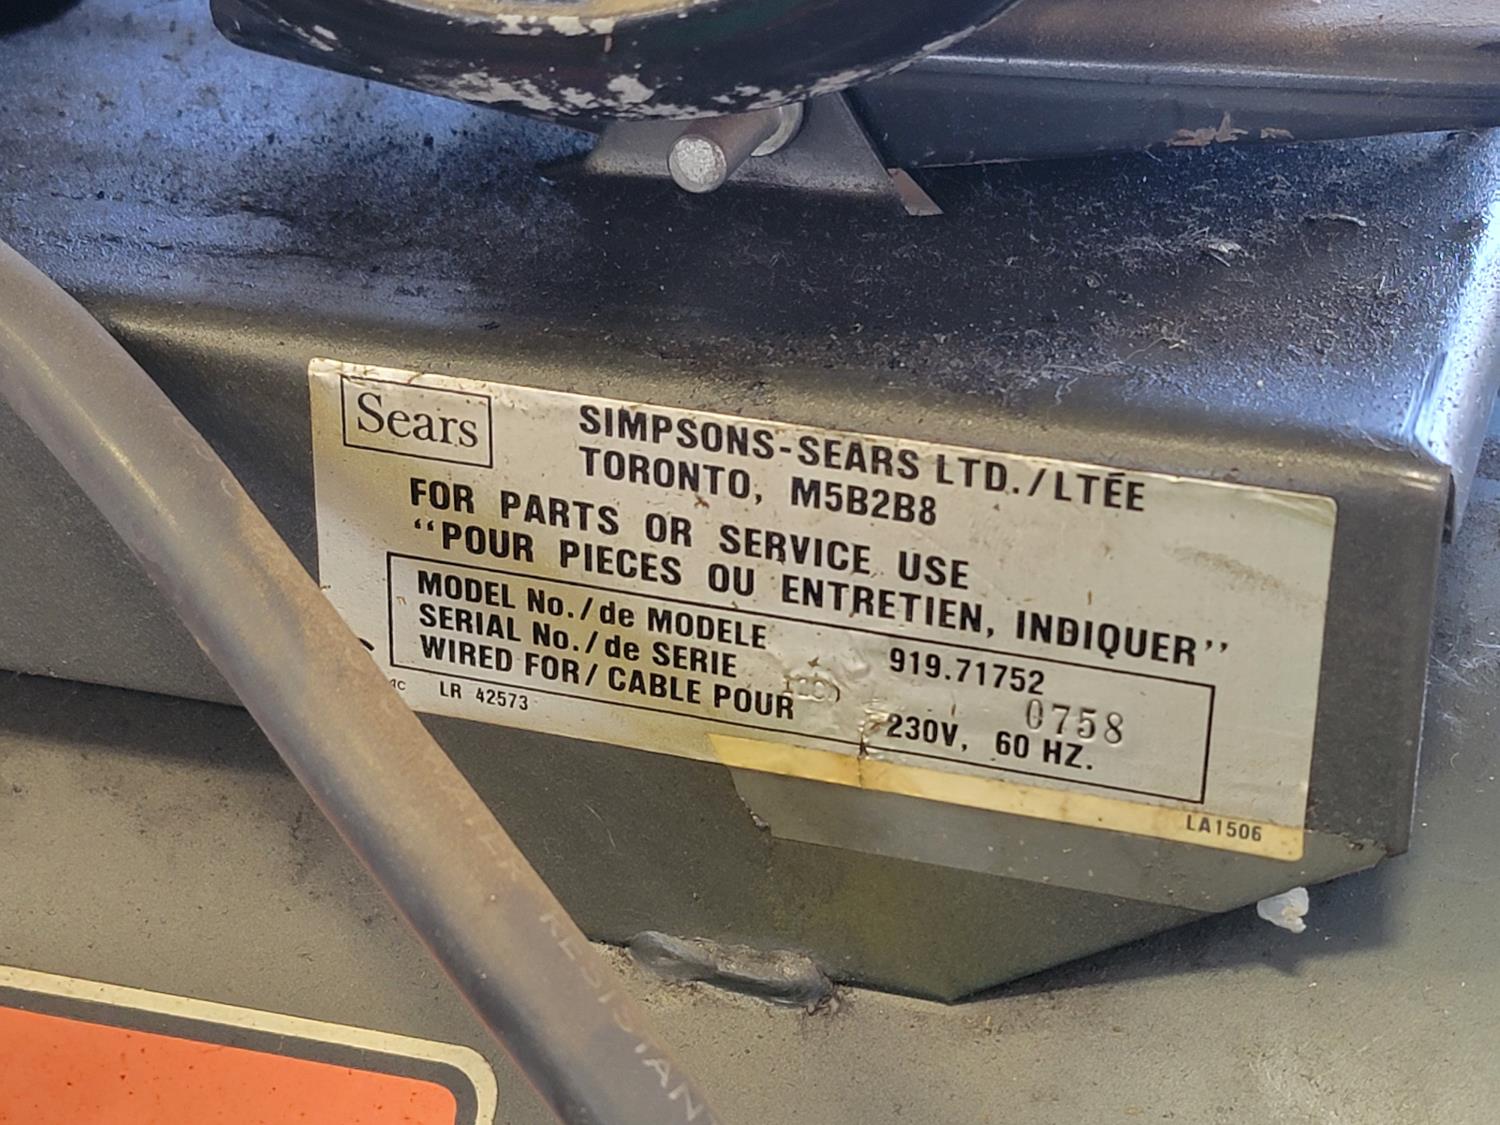 Sears
SIMPSONS-SEARS LTD./LTÉE
TORONTO, M5B2B8
FOR PARTS OR SERVICE USE
“POUR PIECES OU ENTRETIEN, INDIQUER”
MODEL No./de MODELE 919.71752
SERIAL No./de SERIE 0758
WIRED FOR/CABLE POUR 230V, 60 HZ.
LR 42573
LA1506